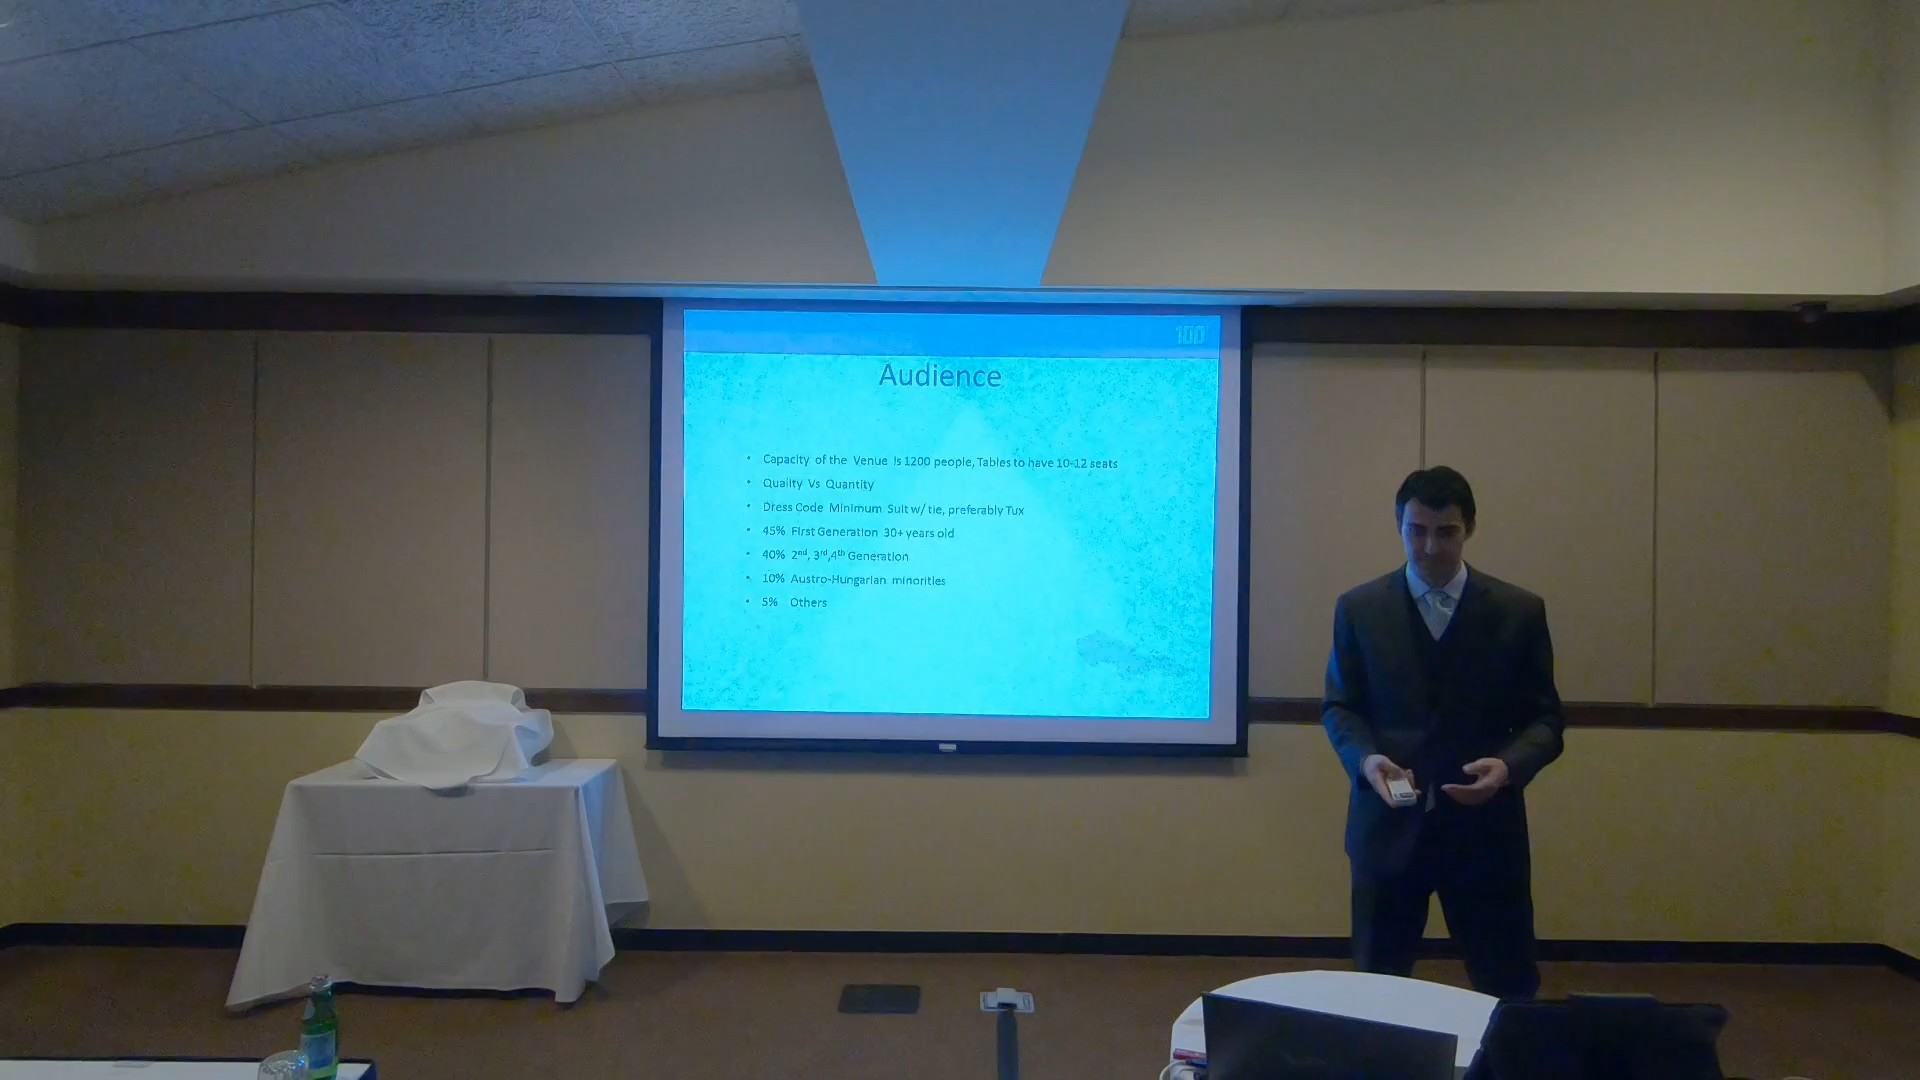 100
Audience
• Capacity of the Venue is 1200 people, Tables to have 10-12 seats
• Quality Vs Quantity
• Dress Code Minimum Suit w/ tie, preferably Tux
• 45% First Generation 30+ years old
• 40% 2nd, 3rd,4th Generation
• 10% Austro-Hungarian minorities
• 5% Others